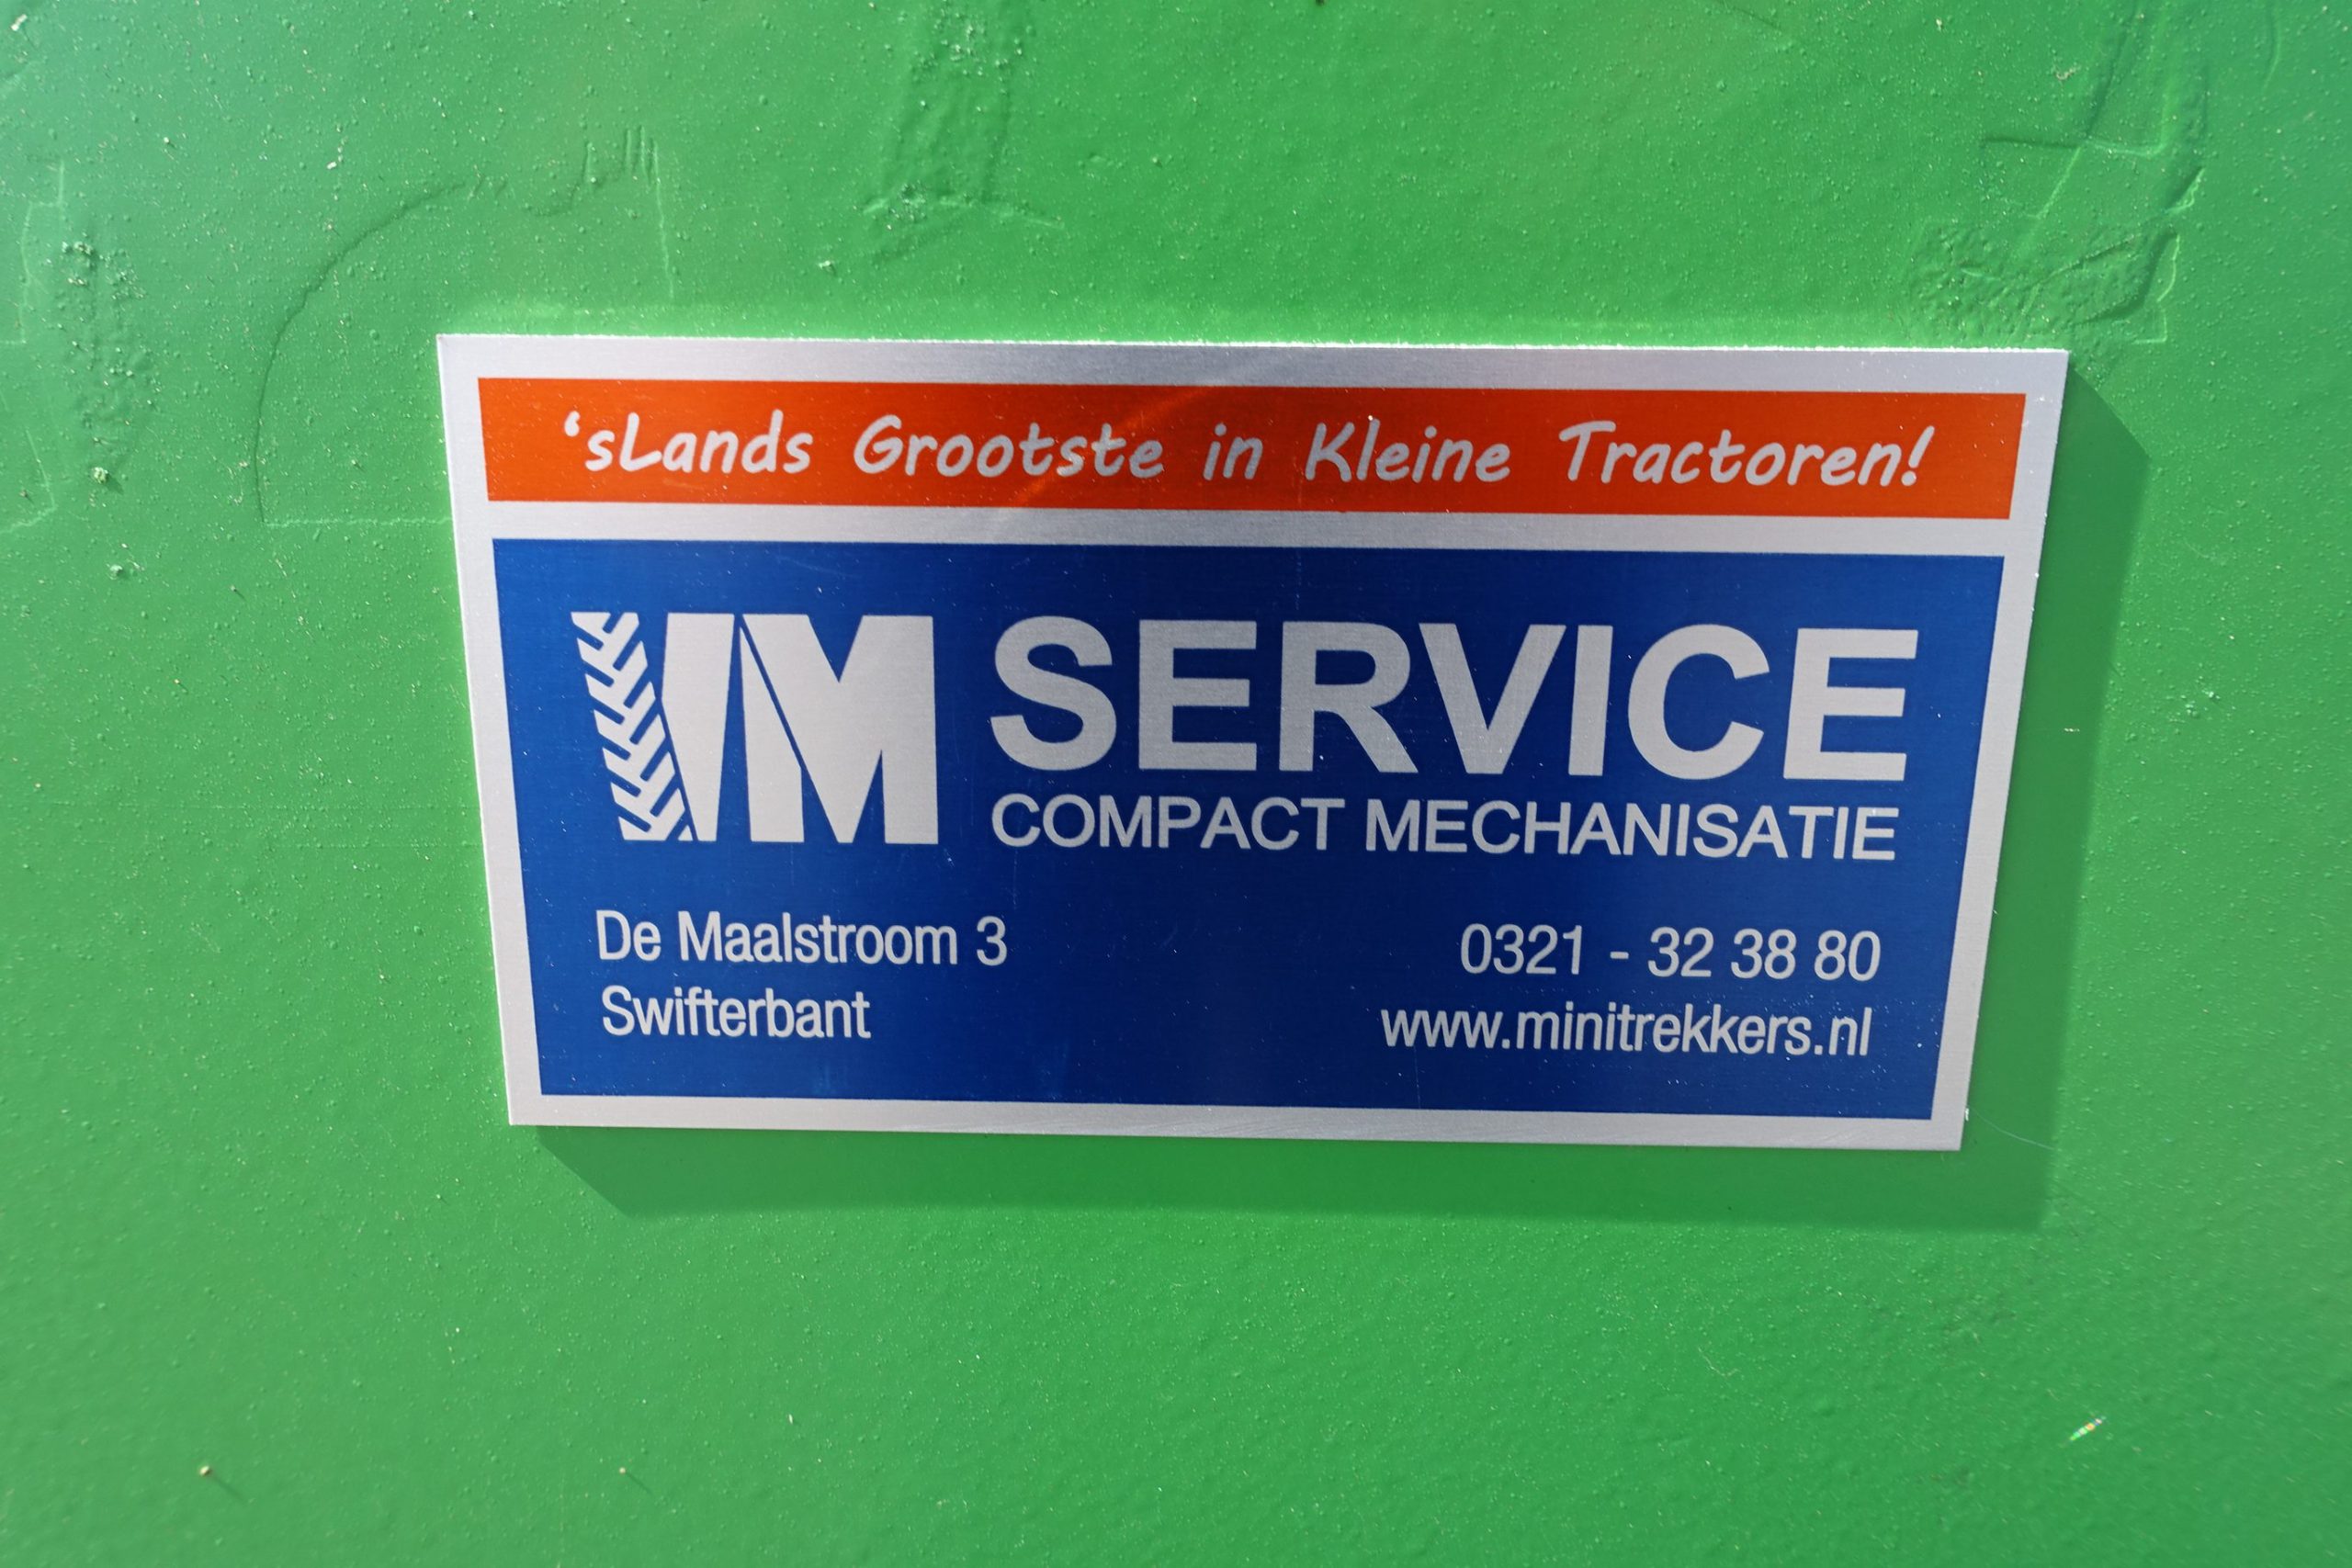 ‘sLands Grootste in Kleine Tractoren!
VM SERVICE
COMPACT MECHANISATIE
De Maalstroom 3
Swifterbant
0321 - 32 38 80
www.minitrekkers.nl